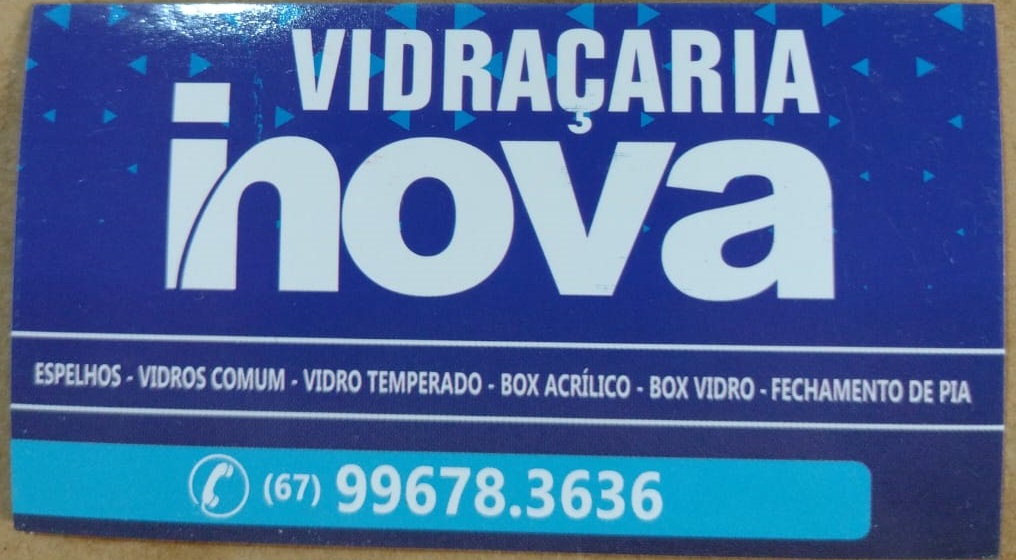 VIDRAÇARIA
inova
ESPELHOS - VIDROS COMUM - VIDRO TEMPERADO - BOX ACRÍLICO - BOX VIDRO - FECHAMENTO DE PIA
(67) 99678.3636